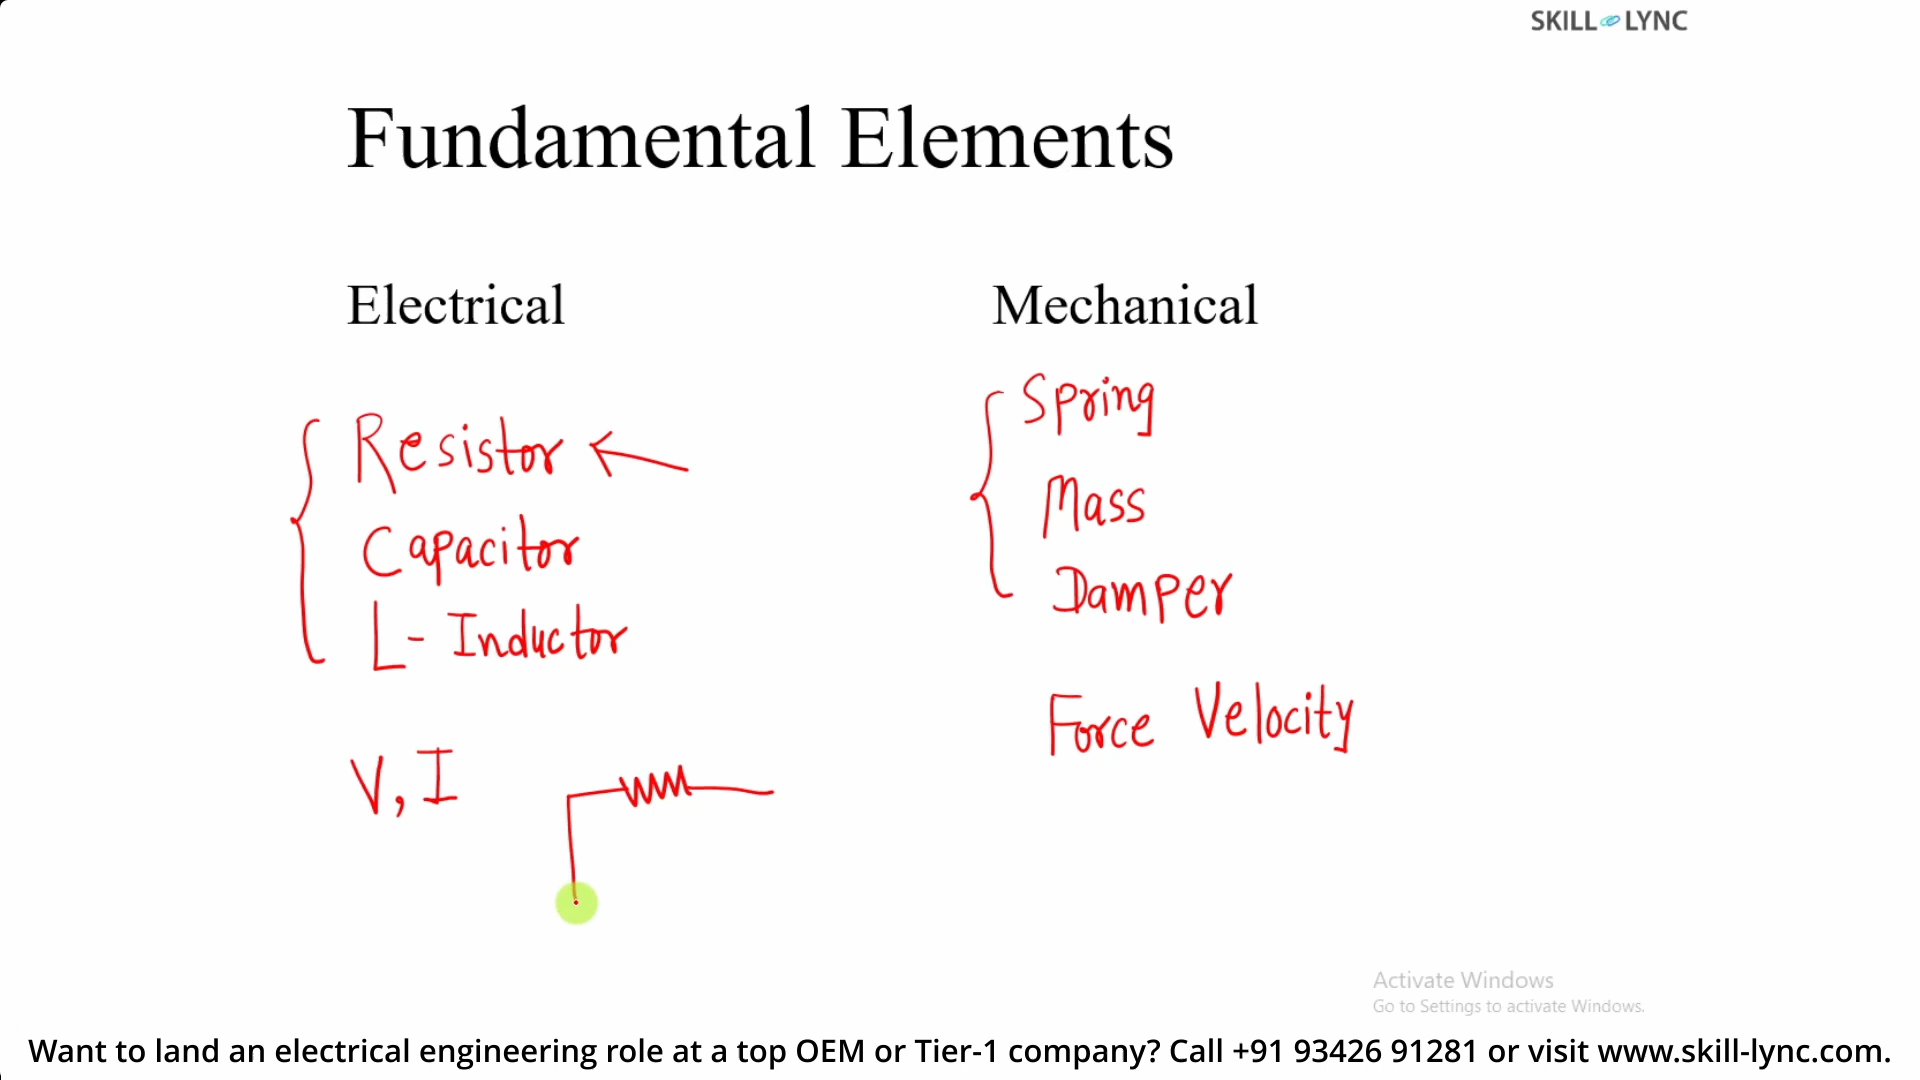 SKILL LYNC
Fundamental Elements
Electrical
Resistor
Capacitor
L- Inductor
V, I
Mechanical
Spring
Mass
Damper
Force Velocity
Activate Windows
Go to Settings to activate Windows.
Want to land an electrical engineering role at a top OEM or Tier-1 company? Call +91 93426 91281 or visit www.skill-lync.com.